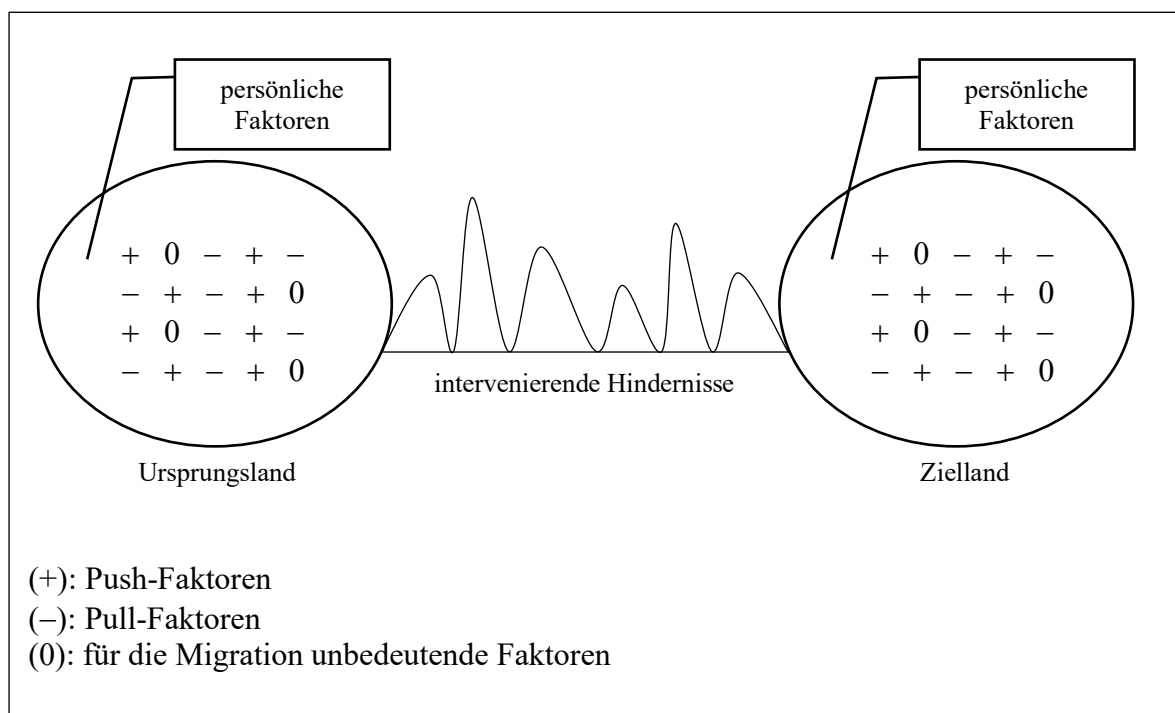 persönliche
Faktoren
persönliche
Faktoren
+ 0 – + –
– + – + 0
+ 0 – + –
– + – + 0
+ 0 – + –
– + – + 0
+ 0 – + –
– + – + 0
intervenierende Hindernisse
Ursprungsland
Zielland
(+): Push-Faktoren
(–): Pull-Faktoren
(0): für die Migration unbedeutende Faktoren